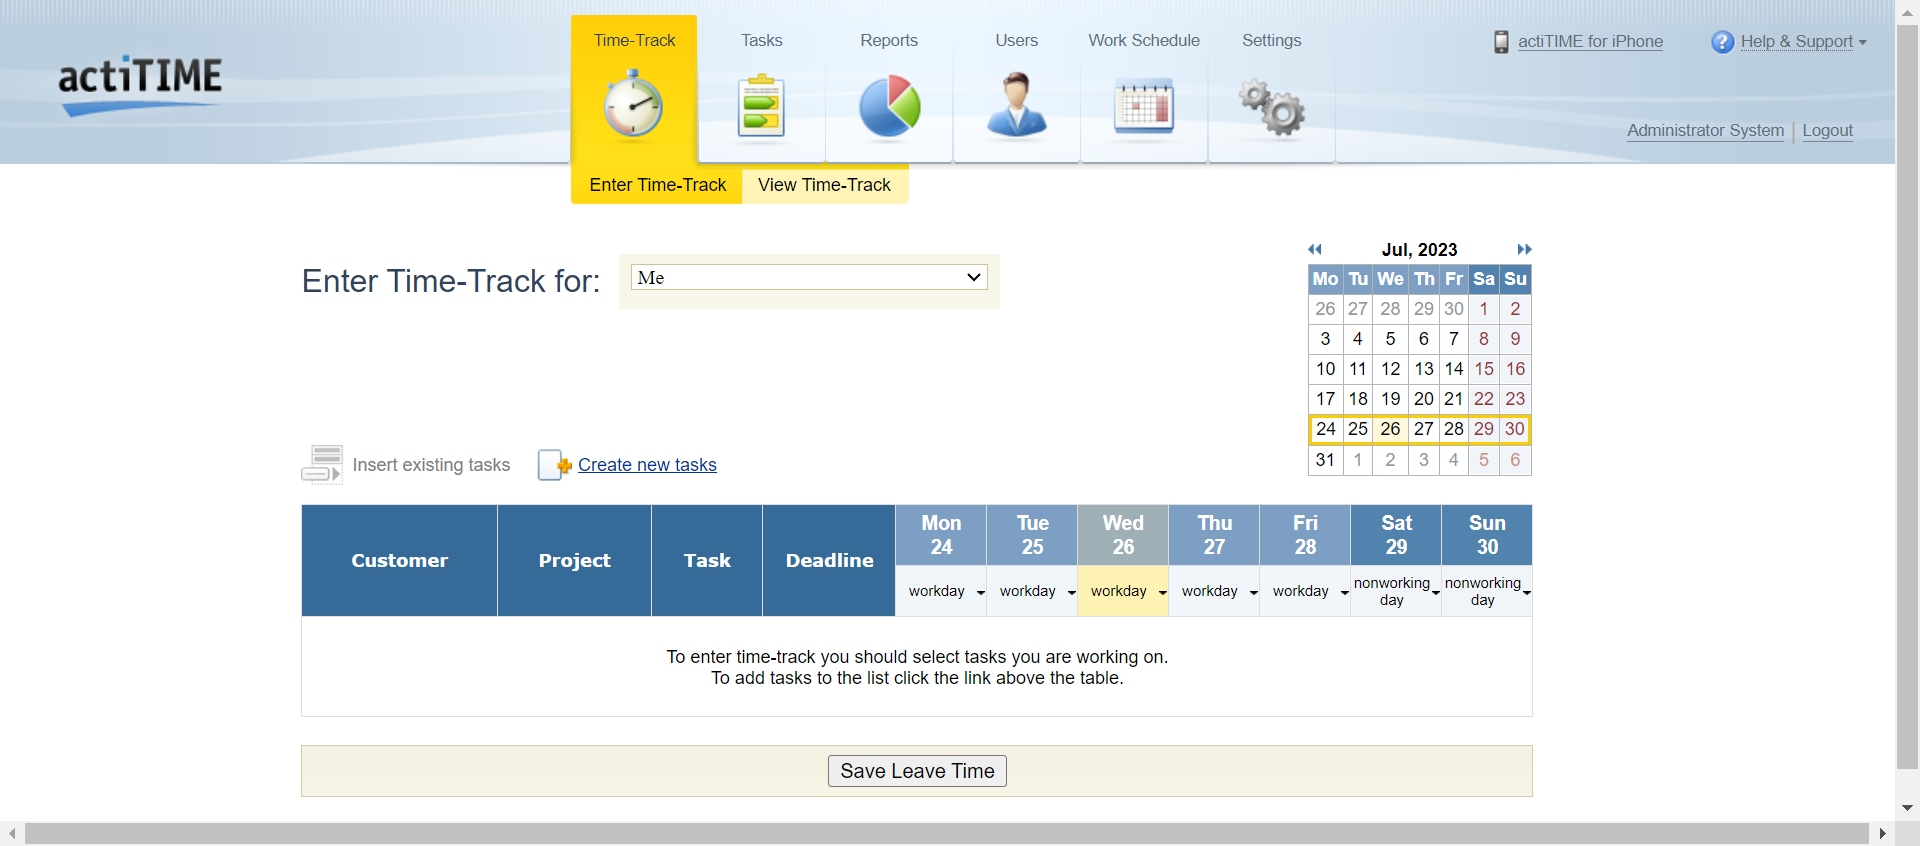 actiTIME
Time-Track
Tasks
Reports
Users
Work Schedule
Settings
actiTIME for iPhone
Help & Support
Administrator System | Logout
Enter Time-Track
View Time-Track
Enter Time-Track for:
Me
Jul, 2023
Mo Tu We Th Fr Sa Su
26 27 28 29 30 1 2
3 4 5 6 7 8 9
10 11 12 13 14 15 16
17 18 19 20 21 22 23
24 25 26 27 28 29 30
31 1 2 3 4 5 6
Insert existing tasks
Create new tasks
Customer Project Task Deadline
Mon Tue Wed Thu Fri Sat Sun
24 25 26 27 28 29 30
workday workday workday workday workday nonworking day nonworking day
To enter time-track you should select tasks you are working on.
To add tasks to the list click the link above the table.
Save Leave Time